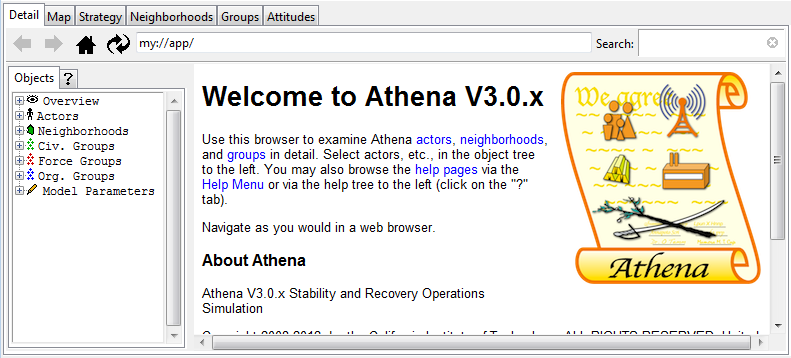 Detail Map Strategy Neighborhoods Groups Attitudes
my://app/ Search:
Objects ?
Overview
Actors
Neighborhoods
Civ. Groups
Force Groups
Org. Groups
Model Parameters
Welcome to Athena V3.0.x
Use this browser to examine Athena actors, neighborhoods,
and groups in detail. Select actors, etc., in the object tree
to the left. You may also browse the help pages via the
Help Menu or via the help tree to the left (click on the "?"
tab).
Navigate as you would in a web browser.
About Athena
Athena V3.0.x Stability and Recovery Operations
Simulation
We agree
Athena